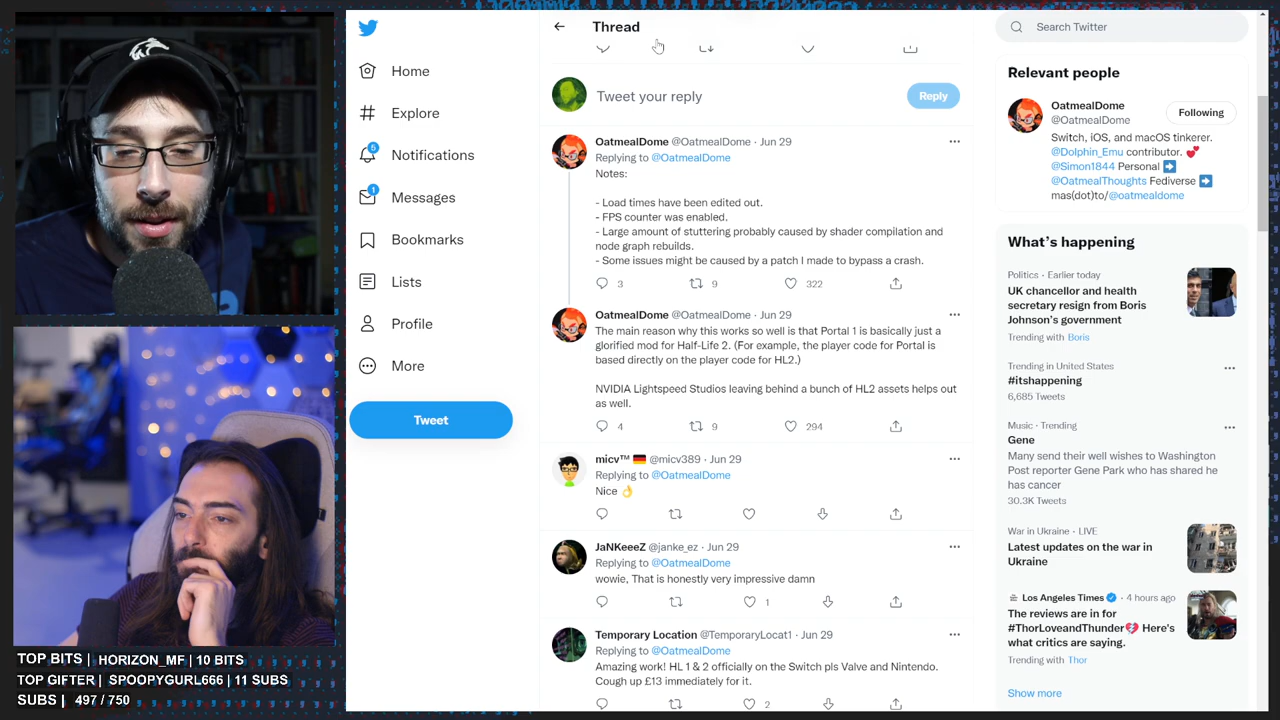 Home
Explore
5
Notifications
1
Messages
Bookmarks
Lists
Profile
More
Tweet
Thread
Tweet your reply
Reply
OatmealDome @OatmealDome · Jun 29
Replying to @OatmealDome
Notes:
- Load times have been edited out.
- FPS counter was enabled.
- Large amount of stuttering probably caused by shader compilation and
node graph rebuilds.
- Some issues might be caused by a patch I made to bypass a crash.
3 9 322
OatmealDome @OatmealDome · Jun 29
The main reason why this works so well is that Portal 1 is basically just a
glorified mod for Half-Life 2. (For example, the player code for Portal is
based directly on the player code for HL2.)
NVIDIA Lightspeed Studios leaving behind a bunch of HL2 assets helps out
as well.
4 9 294
micv™ 🇩🇪 @micv389 · Jun 29
Replying to @OatmealDome
Nice 👌
JaNKeeeZ @janke_ez · Jun 29
Replying to @OatmealDome
wowie, That is honestly very impressive damn
1
Temporary Location @TemporaryLocat1 · Jun 29
Replying to @OatmealDome
Amazing work! HL 1 & 2 officially on the Switch pls Valve and Nintendo.
Cough up £13 immediately for it.
2
Search Twitter
Relevant people
OatmealDome
@OatmealDome
Following
Switch, iOS, and macOS tinkerer.
@Dolphin_Emu contributor. 💕
@Simon1844 Personal ➡️
@OatmealThoughts Fediverse ➡️
mas(dot)to/@oatmealdome
What's happening
Politics · Earlier today
UK chancellor and health
secretary resign from Boris
Johnson's government
Trending with Boris
Trending in United States
#itshappening
6,685 Tweets
Music · Trending
Gene
Many send their well wishes to Washington
Post reporter Gene Park who has shared he
has cancer
30.3K Tweets
War in Ukraine · LIVE
Latest updates on the war in
Ukraine
Los Angeles Times · 4 hours ago
The reviews are in for
#ThorLoveandThunder💖 Here's
what critics are saying.
Trending with Thor
Show more
TOP BITS | HORIZON_MF | 10 BITS
TOP GIFTER | SPOOPYGURL666 | 11 SUBS
SUBS | 497 / 750